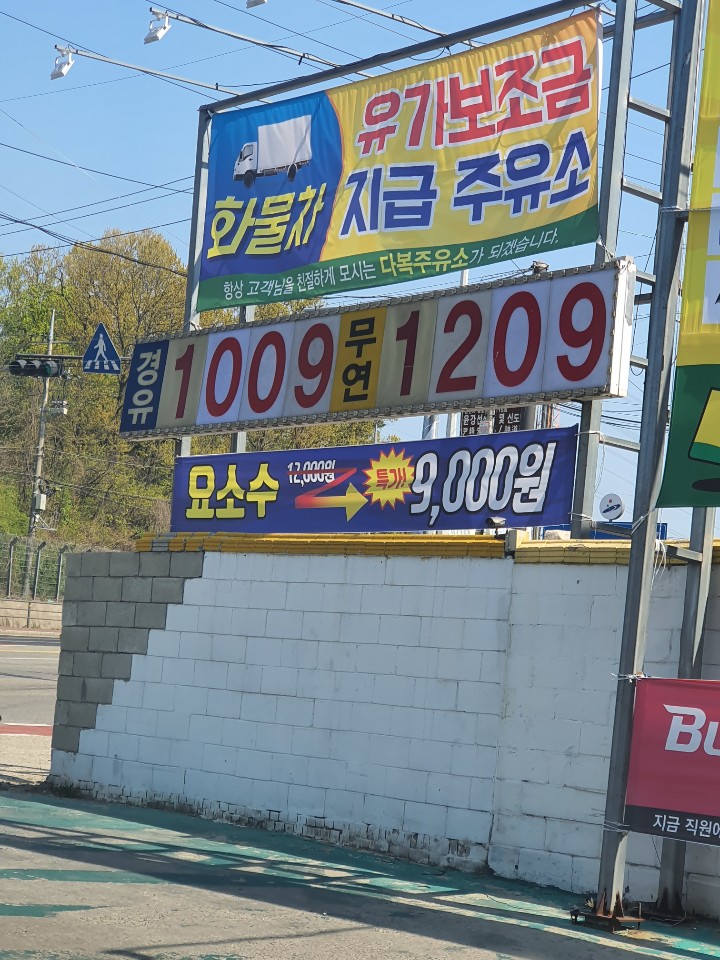 유가보조금
화물차 지급 주유소
항상 고객님을 친절하게 모시는 다복주유소가 되겠습니다.
경유 1009 무연 1209
요소수 12,000원 특가! 9,000원
Bu
지금 직원에